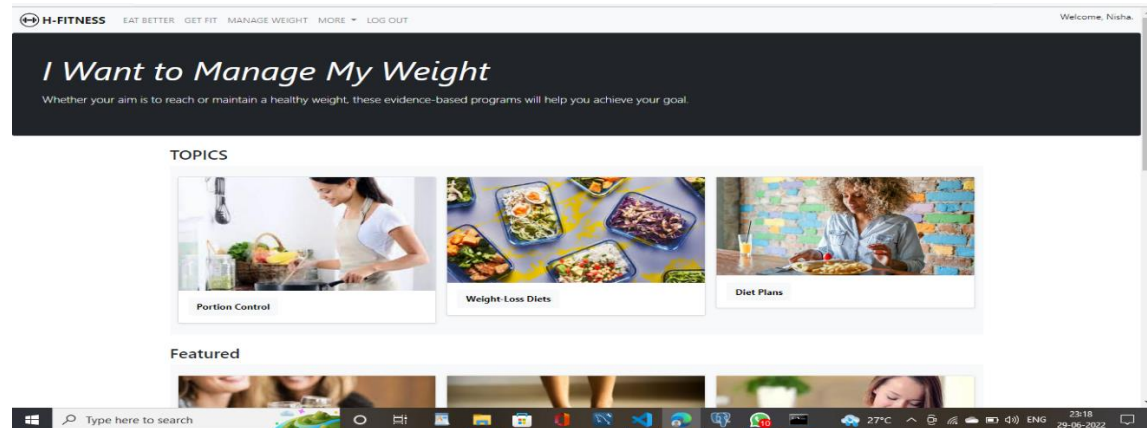 H-FITNESS EAT BETTER GET FIT MANAGE WEIGHT MORE LOG OUT Welcome, Nisha.
I Want to Manage My Weight
Whether your aim is to reach or maintain a healthy weight, these evidence-based programs will help you achieve your goal.
TOPICS
Portion Control
Weight-Loss Diets
Diet Plans
Featured
Type here to search 10 27°C ENG 23:18
29-06-2022